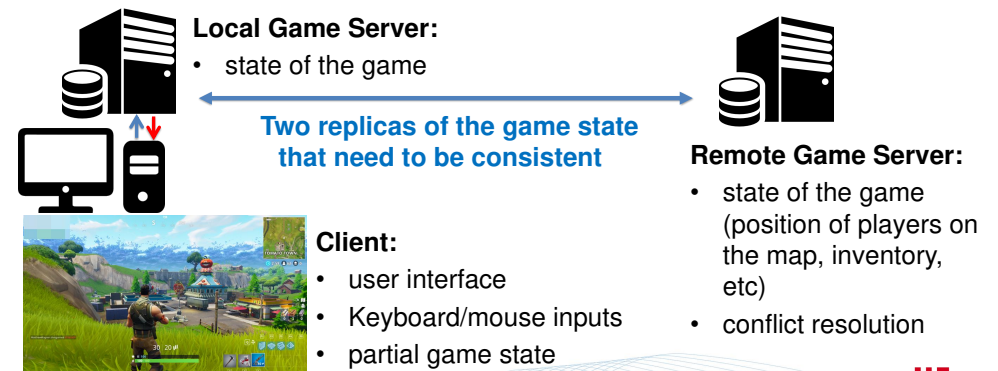 Local Game Server:
• state of the game
Two replicas of the game state
that need to be consistent
Remote Game Server:
• state of the game
(position of players on
the map, inventory,
etc)
• conflict resolution
Client:
• user interface
• Keyboard/mouse inputs
• partial game state